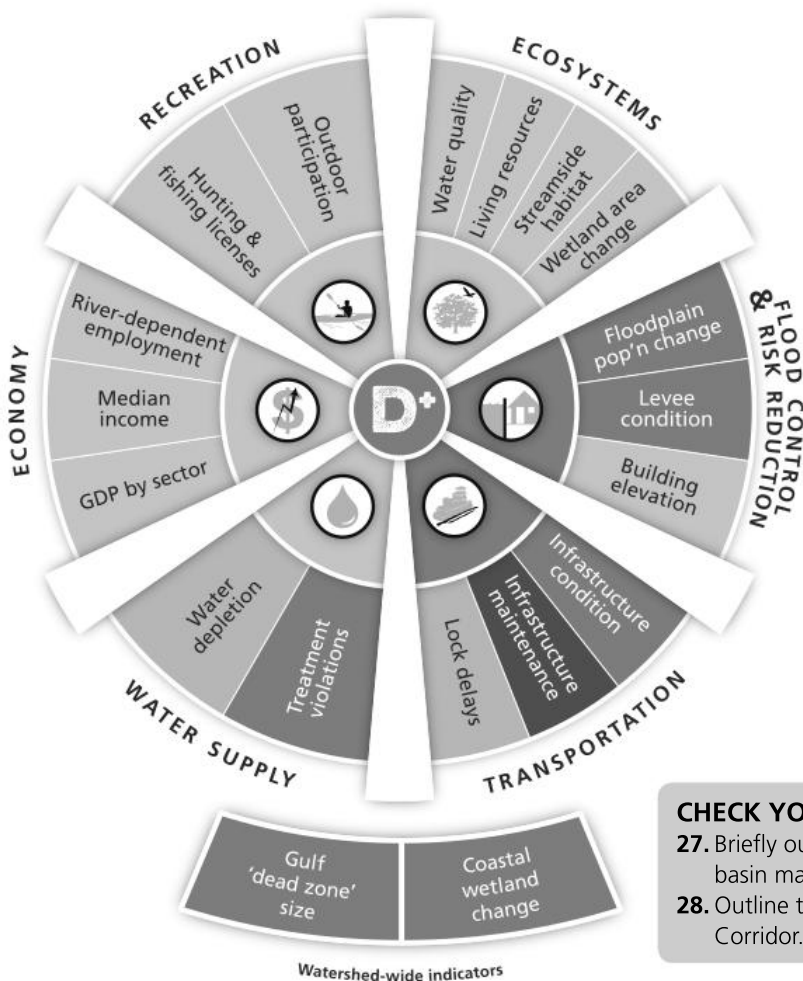 RECREATION
Outdoor
participation
Hunting &
fishing licenses
ECOSYSTEMS
Water quality
Living resources
Streamside
habitat
Wetland area
change
FLOOD CONTROL
& RISK REDUCTION
Floodplain
pop'n change
Levee
condition
Building
elevation
ECONOMY
River-dependent
employment
Median
income
GDP by sector
D+
WATER SUPPLY
Water
depletion
Treatment
violations
TRANSPORTATION
Lock delays
Infrastructure
maintenance
Infrastructure
condition
Gulf
'dead zone'
size
Coastal
wetland
change
Watershed-wide indicators
CHECK YO
27. Briefly ou
basin ma
28. Outline t
Corridor.